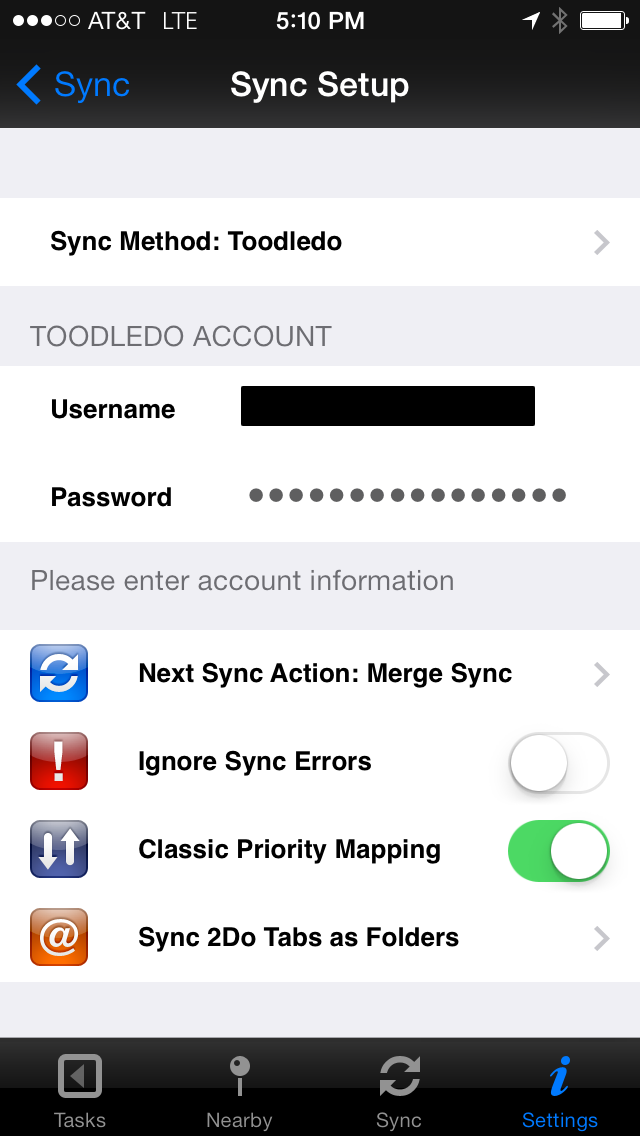 AT&T LTE 5:10 PM
Sync Sync Setup
Sync Method: Toodledo
TOODLEDO ACCOUNT
Username
Password ••••••••••••••••
Please enter account information
Next Sync Action: Merge Sync
! Ignore Sync Errors
Classic Priority Mapping
@ Sync 2Do Tabs as Folders
Tasks Nearby Sync Settings